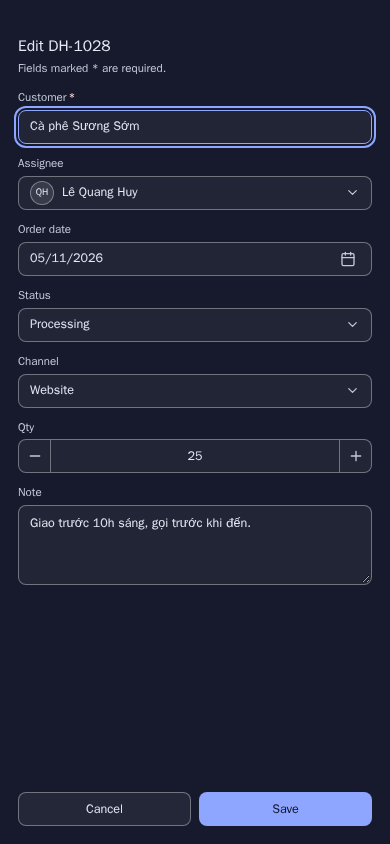 Edit DH-1028
Fields marked * are required.
Customer *
Cà phê Sương Sớm
Assignee
QH Lê Quang Huy
Order date
05/11/2026
Status
Processing
Channel
Website
Qty
25
Note
Giao trước 10h sáng, gọi trước khi đến.
Cancel Save